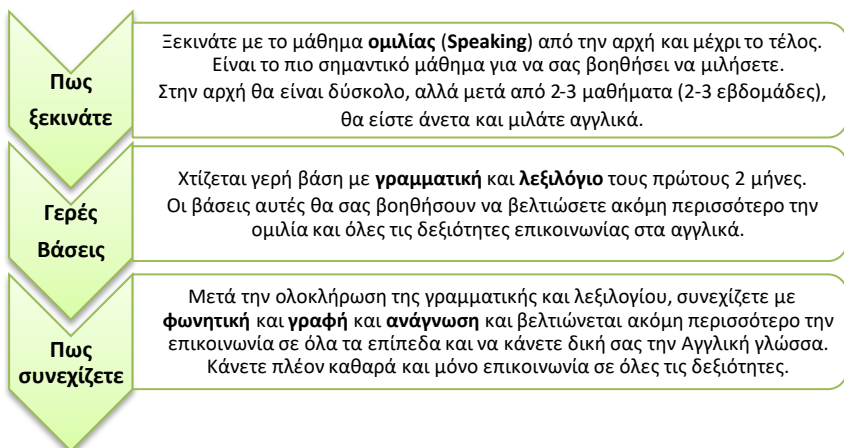 Πως
ξεκινάτε
Ξεκινάτε με το μάθημα ομιλίας (Speaking) από την αρχή και μέχρι το τέλος.
Είναι το πιο σημαντικό μάθημα για να σας βοηθήσει να μιλήσετε.
Στην αρχή θα είναι δύσκολο, αλλά μετά από 2-3 μαθήματα (2-3 εβδομάδες),
θα είστε άνετα και μιλάτε αγγλικά.
Γερές
Βάσεις
Χτίζεται γερή βάση με γραμματική και λεξιλόγιο τους πρώτους 2 μήνες.
Οι βάσεις αυτές θα σας βοηθήσουν να βελτιώσετε ακόμη περισσότερο την
ομιλία και όλες τις δεξιότητες επικοινωνίας στα αγγλικά.
Πως
συνεχίζετε
Μετά την ολοκλήρωση της γραμματικής και λεξιλογίου, συνεχίζετε με
φωνητική και γραφή και ανάγνωση και βελτιώνεται ακόμη περισσότερο την
επικοινωνία σε όλα τα επίπεδα και να κάνετε δική σας την Αγγλική γλώσσα.
Κάνετε πλέον καθαρά και μόνο επικοινωνία σε όλες τις δεξιότητες.